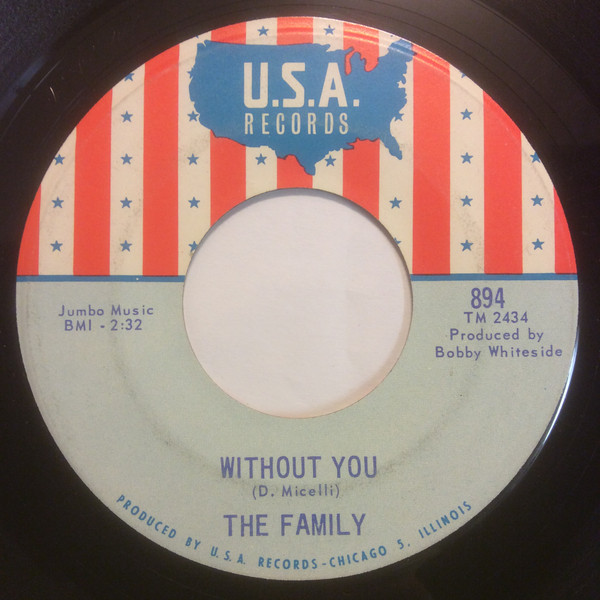 U.S.A.
RECORDS
Jumbo Music
BMI - 2:32
894
TM 2434
Produced by
Bobby Whiteside
WITHOUT YOU
(D. Micelli)
THE FAMILY
PRODUCED BY U.S.A. RECORDS - CHICAGO 5, ILLINOIS